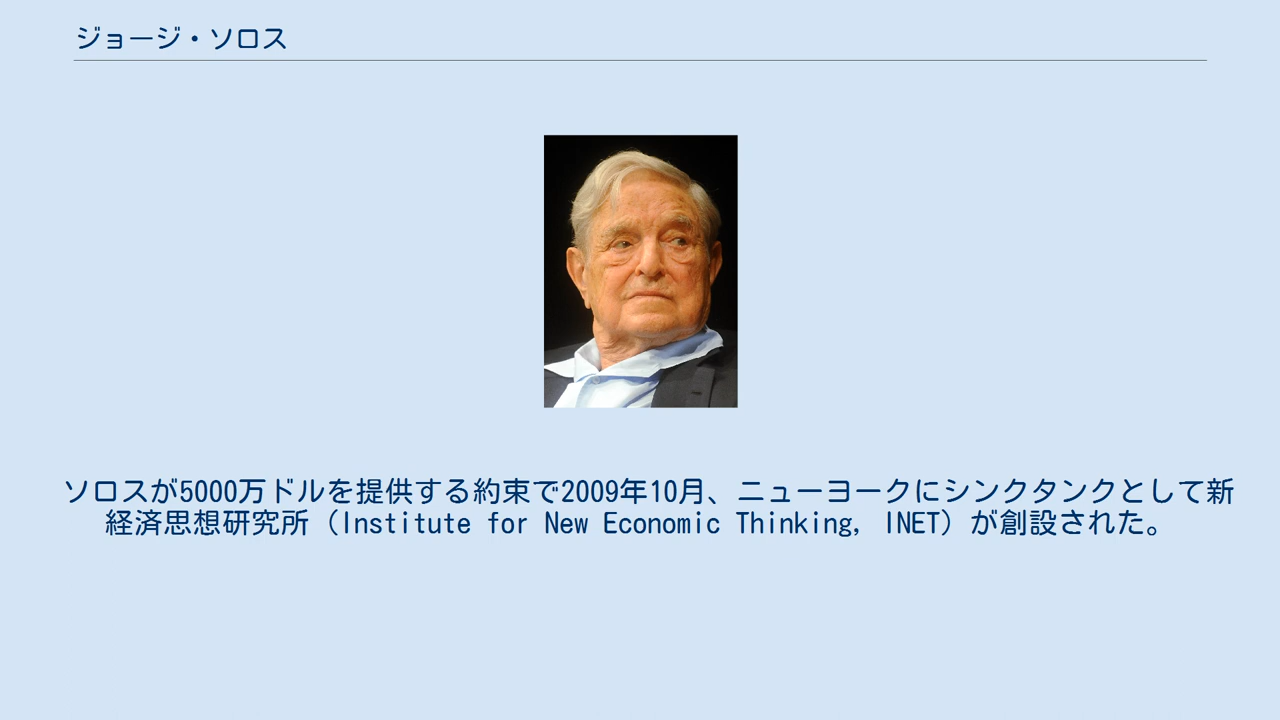 ジョージ・ソロス
ソロスが5000万ドルを提供する約束で2009年10月、ニューヨークにシンクタンクとして新
経済思想研究所（Institute for New Economic Thinking, INET）が創設された。